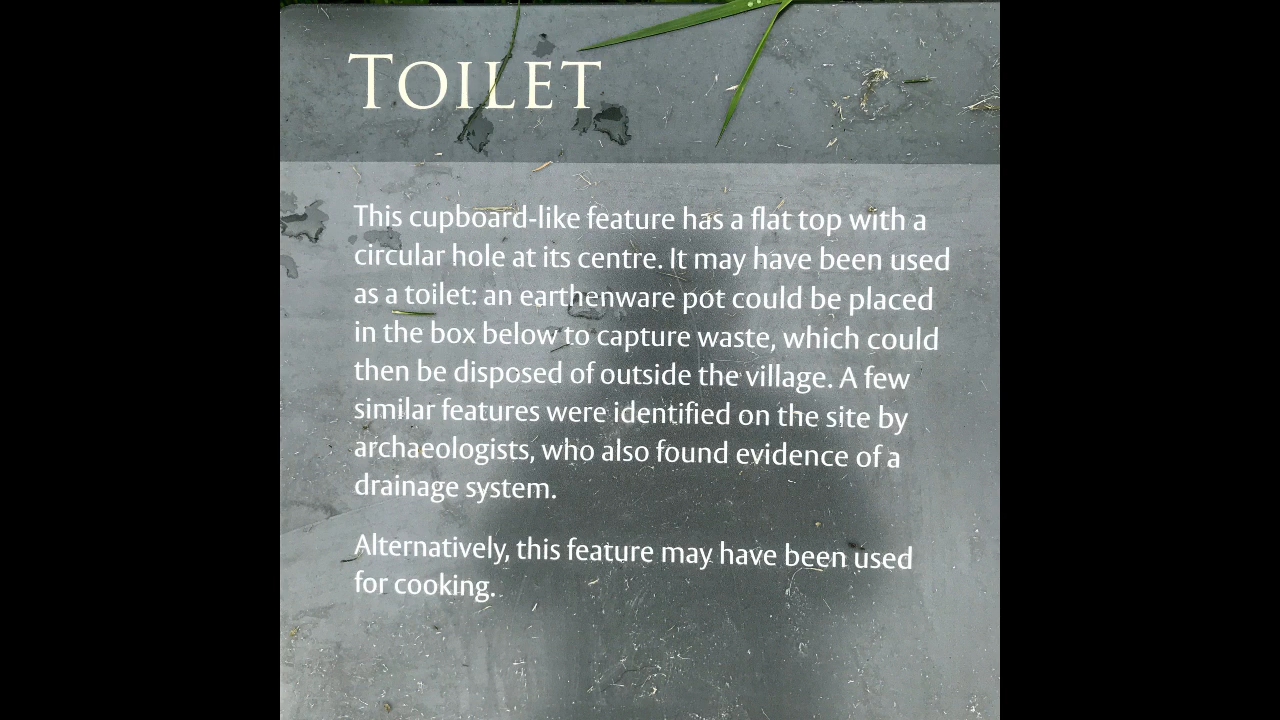 TOILET
This cupboard-like feature has a flat top with a
circular hole at its centre. It may have been used
as a toilet: an earthenware pot could be placed
in the box below to capture waste, which could
then be disposed of outside the village. A few
similar features were identified on the site by
archaeologists, who also found evidence of a
drainage system.
Alternatively, this feature may have been used
for cooking.